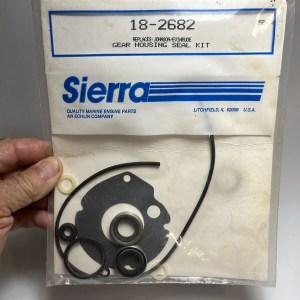 18-2682
REPLACES: JOHNSON/EVINRUDE
GEAR HOUSING SEAL KIT
Sierra
QUALITY MARINE ENGINE PARTS
AN ECHLIN COMPANY
LITCHFIELD, IL 62056 U.S.A.